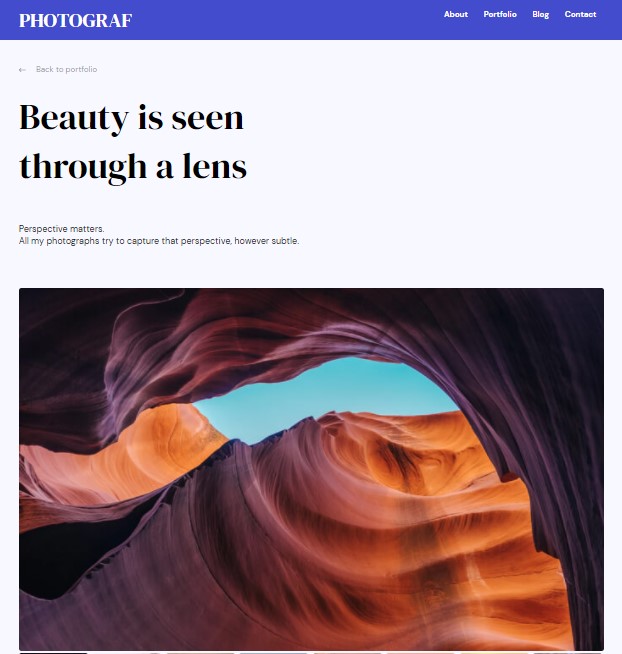 PHOTOGRAF
About Portfolio Blog Contact
← Back to portfolio
Beauty is seen
through a lens
Perspective matters.
All my photographs try to capture that perspective, however subtle.